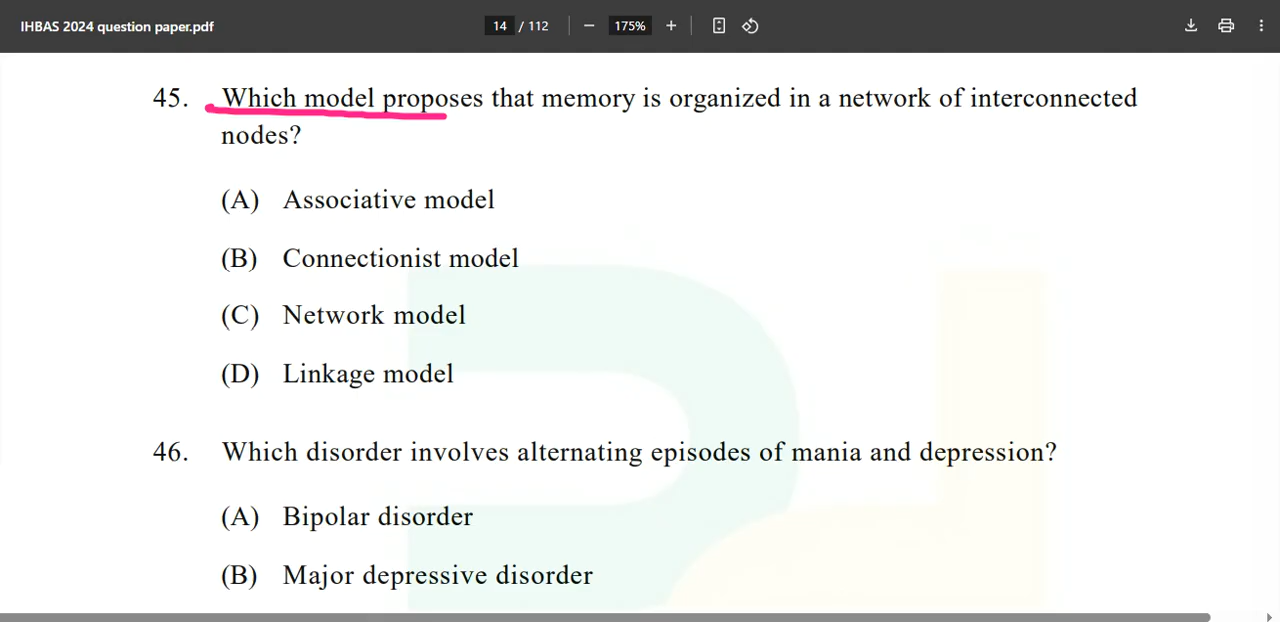 IHBAS 2024 question paper.pdf 14 / 112 175%
45. Which model proposes that memory is organized in a network of interconnected
nodes?
(A) Associative model
(B) Connectionist model
(C) Network model
(D) Linkage model
46. Which disorder involves alternating episodes of mania and depression?
(A) Bipolar disorder
(B) Major depressive disorder